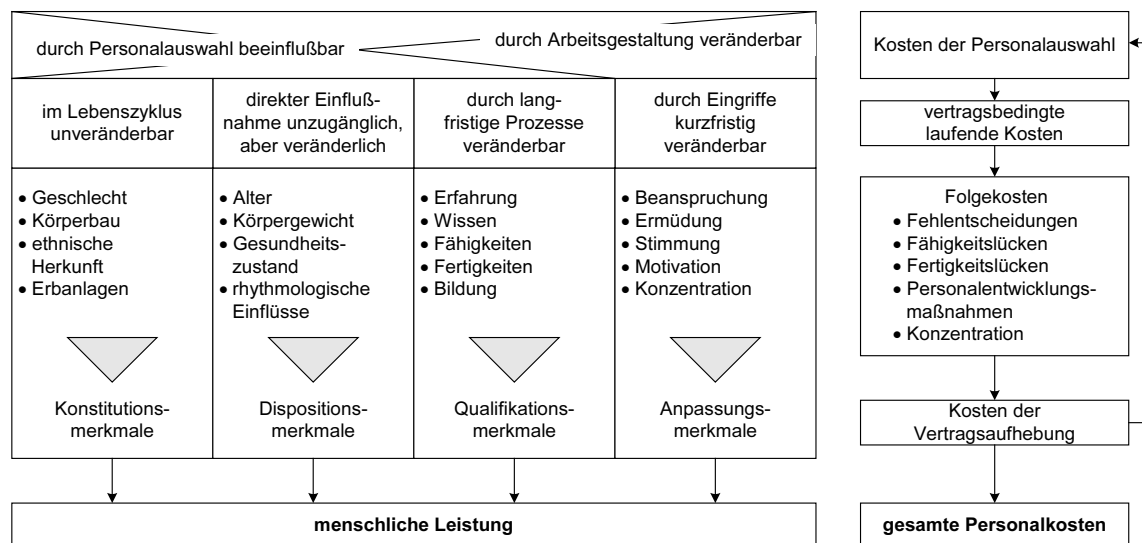 durch Personalauswahl beeinflußbar
durch Arbeitsgestaltung veränderbar
im Lebenszyklus
unveränderbar
direkter Einfluß-
nahme unzugänglich,
aber veränderlich
durch lang-
fristige Prozesse
veränderbar
durch Eingriffe
kurzfristig
veränderbar
• Geschlecht
• Körperbau
• ethnische
Herkunft
• Erbanlagen
• Alter
• Körpergewicht
• Gesundheits-
zustand
• rhythmologische
Einflüsse
• Erfahrung
• Wissen
• Fähigkeiten
• Fertigkeiten
• Bildung
• Beanspruchung
• Ermüdung
• Stimmung
• Motivation
• Konzentration
Konstitutions-
merkmale
Dispositions-
merkmale
Qualifikations-
merkmale
Anpassungs-
merkmale
menschliche Leistung
Kosten der Personalauswahl
vertragsbedingte
laufende Kosten
Folgekosten
• Fehlentscheidungen
• Fähigkeitslücken
• Fertigkeitslücken
• Personalentwicklungs-
maßnahmen
• Konzentration
Kosten der
Vertragsaufhebung
gesamte Personalkosten